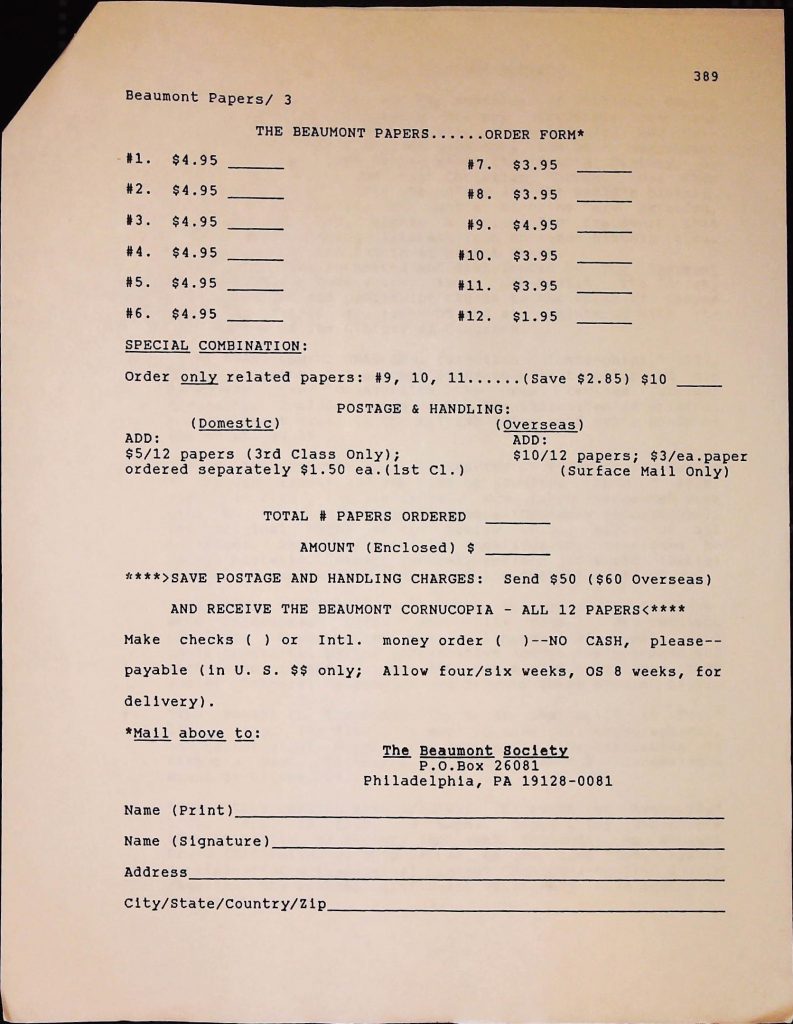 389
Beaumont Papers/ 3
THE BEAUMONT PAPERS......ORDER FORM*
#1. $4.95 ______ #7. $3.95 ______
#2. $4.95 ______ #8. $3.95 ______
#3. $4.95 ______ #9. $4.95 ______
#4. $4.95 ______ #10. $3.95 ______
#5. $4.95 ______ #11. $3.95 ______
#6. $4.95 ______ #12. $1.95 ______
SPECIAL COMBINATION:
Order only related papers: #9, 10, 11......(Save $2.85) $10 _____
POSTAGE & HANDLING:
(Domestic) (Overseas)
ADD: ADD:
$5/12 papers (3rd Class Only); $10/12 papers; $3/ea.paper
ordered separately $1.50 ea.(1st Cl.) (Surface Mail Only)
TOTAL # PAPERS ORDERED _______
AMOUNT (Enclosed) $ _______
****>SAVE POSTAGE AND HANDLING CHARGES: Send $50 ($60 Overseas)
AND RECEIVE THE BEAUMONT CORNUCOPIA - ALL 12 PAPERS<****
Make checks ( ) or Intl. money order ( )--NO CASH, please--
payable (in U. S. $$ only; Allow four/six weeks, OS 8 weeks, for
delivery).
*Mail above to:
The Beaumont Society
P.O.Box 26081
Philadelphia, PA 19128-0081
Name (Print)____________________
Name (Signature)____________________
Address____________________
City/State/Country/Zip____________________